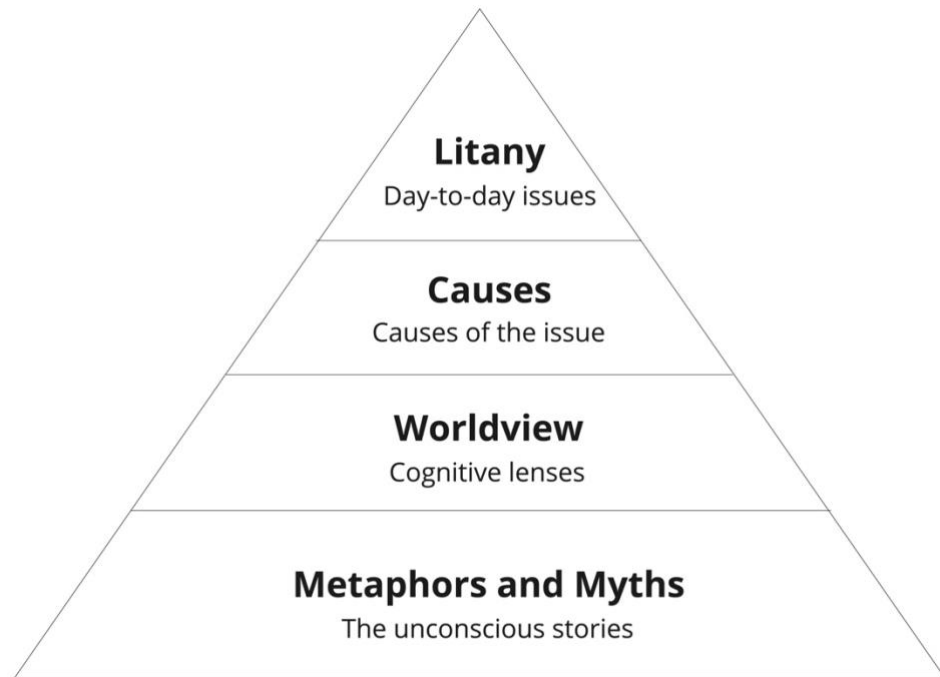 Litany
Day-to-day issues
Causes
Causes of the issue
Worldview
Cognitive lenses
Metaphors and Myths
The unconscious stories